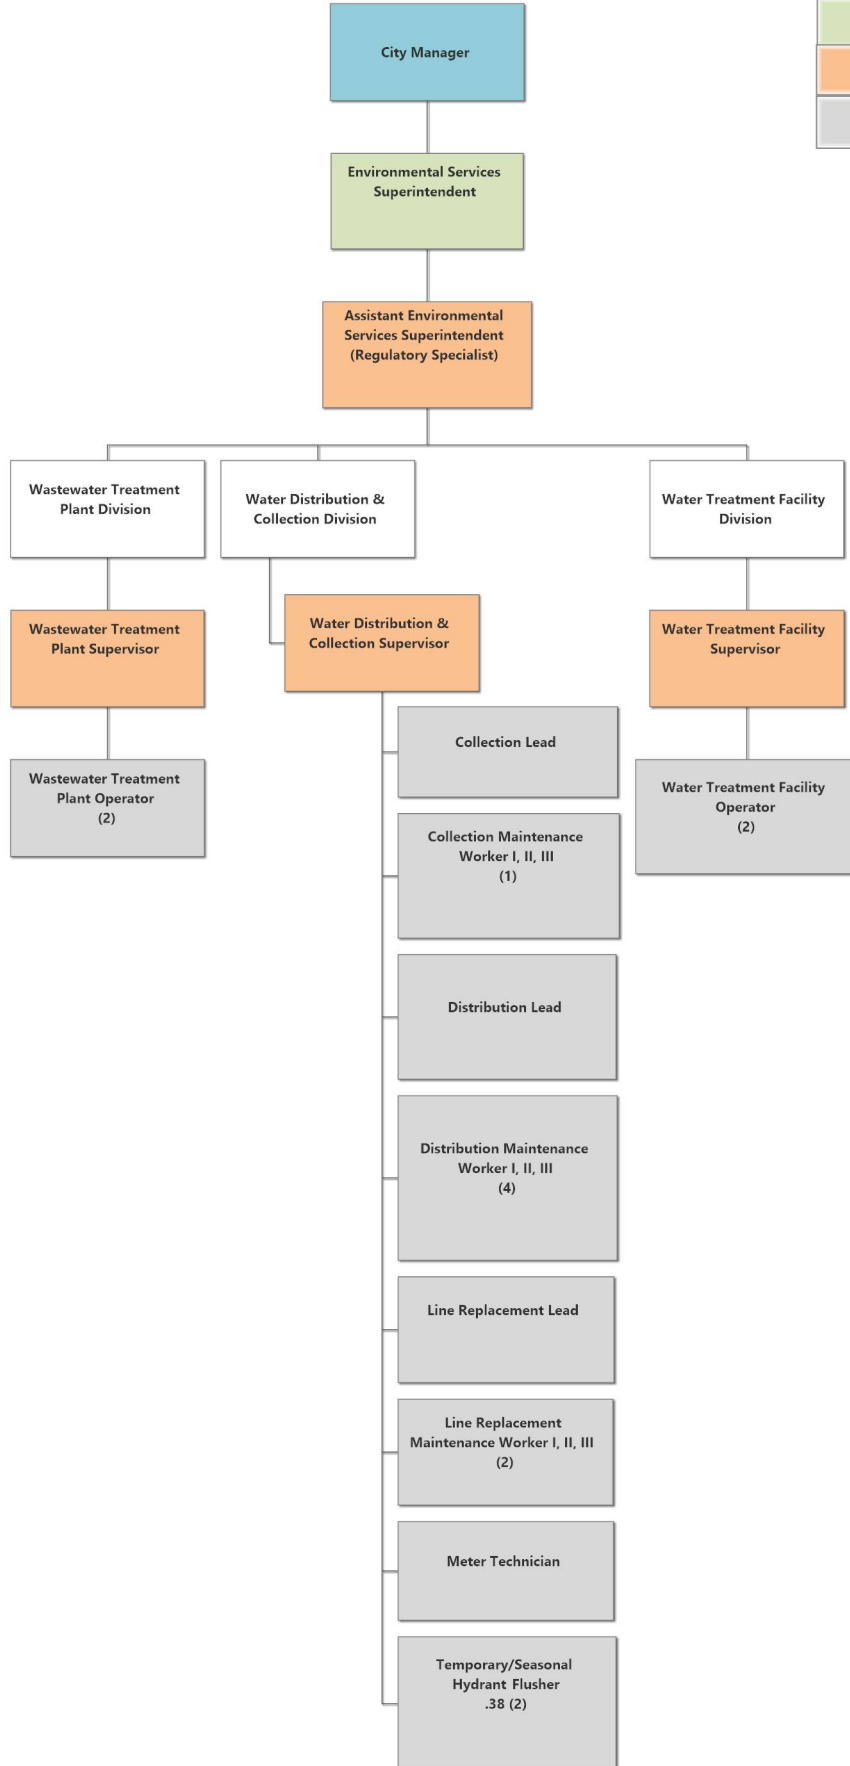 City Manager
Environmental Services
Superintendent
Assistant Environmental
Services Superintendent
(Regulatory Specialist)
Wastewater Treatment
Plant Division
Water Distribution &
Collection Division
Water Treatment Facility
Division
Wastewater Treatment
Plant Supervisor
Water Distribution &
Collection Supervisor
Water Treatment Facility
Supervisor
Wastewater Treatment
Plant Operator
(2)
Water Treatment Facility
Operator
(2)
Collection Lead
Collection Maintenance
Worker I, II, III
(1)
Distribution Lead
Distribution Maintenance
Worker I, II, III
(4)
Line Replacement Lead
Line Replacement
Maintenance Worker I, II, III
(2)
Meter Technician
Temporary/Seasonal
Hydrant Flusher
.38 (2)